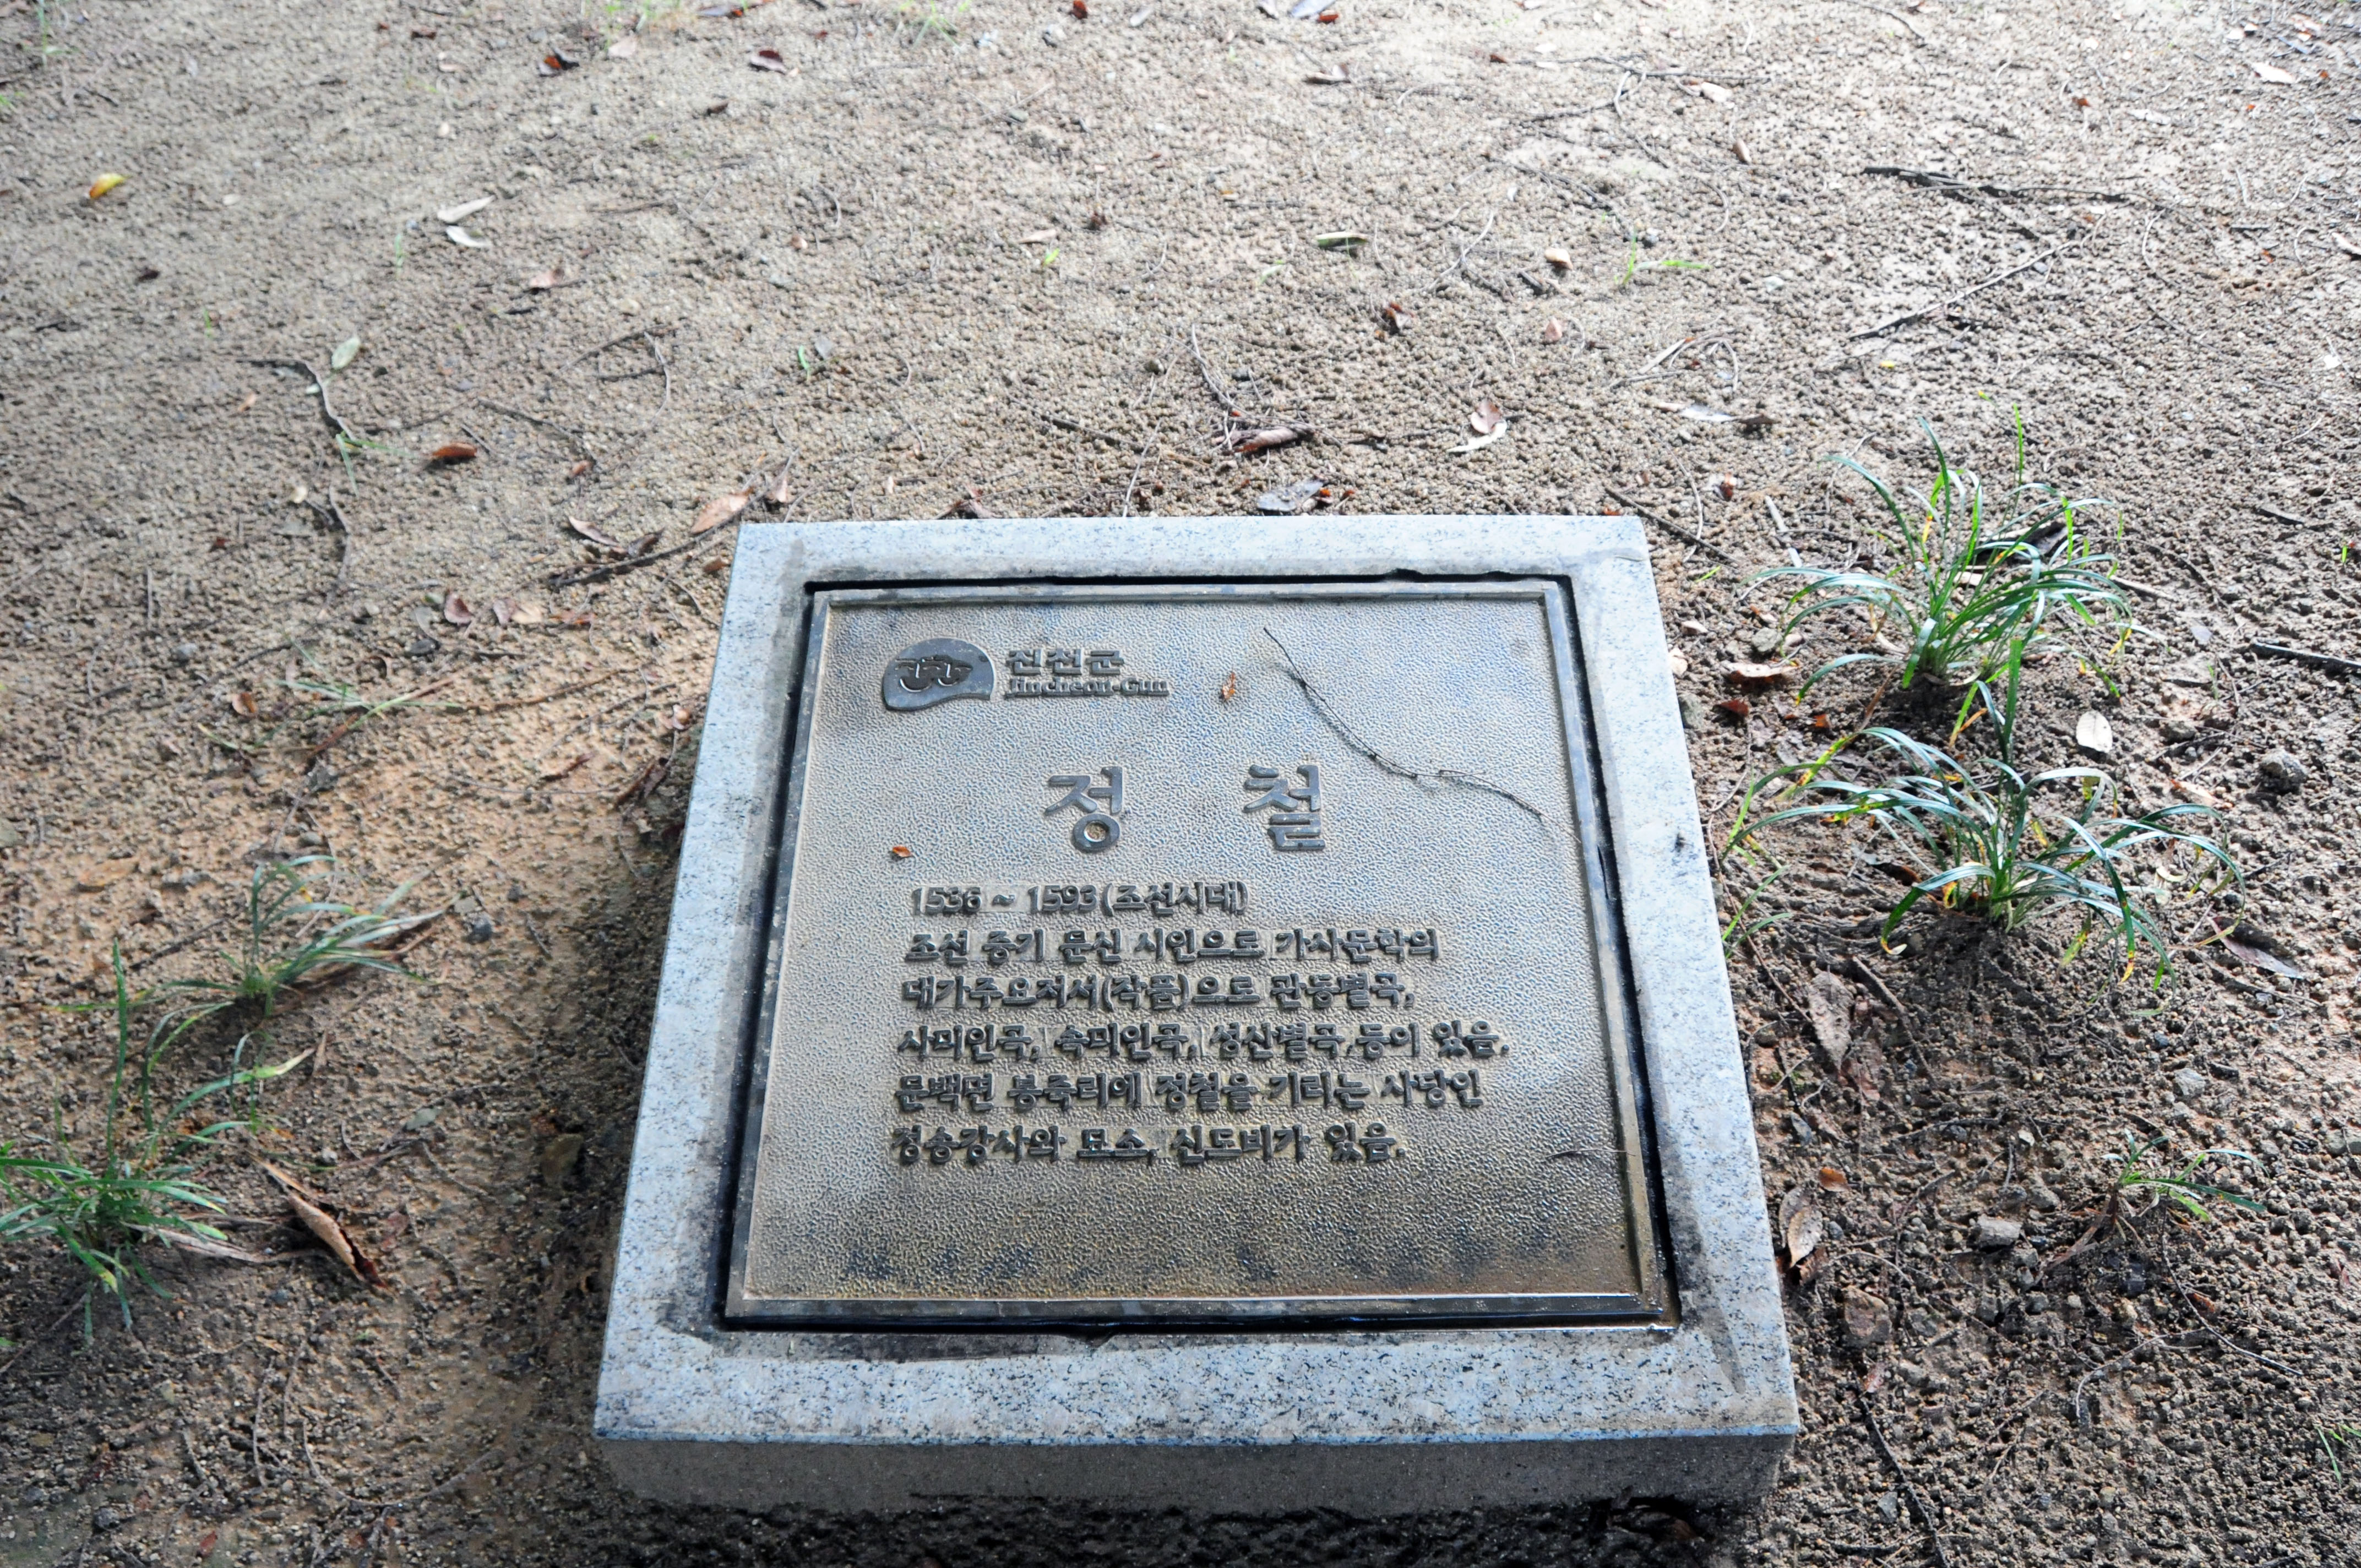 진천군
Jincheon-Gun
정 철
1536 ~ 1593(조선시대)
조선 중기 문신 시인으로 가사문학의
대가주요저서(작품)으로 관동별곡,
사미인곡, 속미인곡, 성산별곡,등이 있음.
문백면 봉죽리에 정철을 기리는 사당인
정송강사와 묘소, 신도비가 있음.